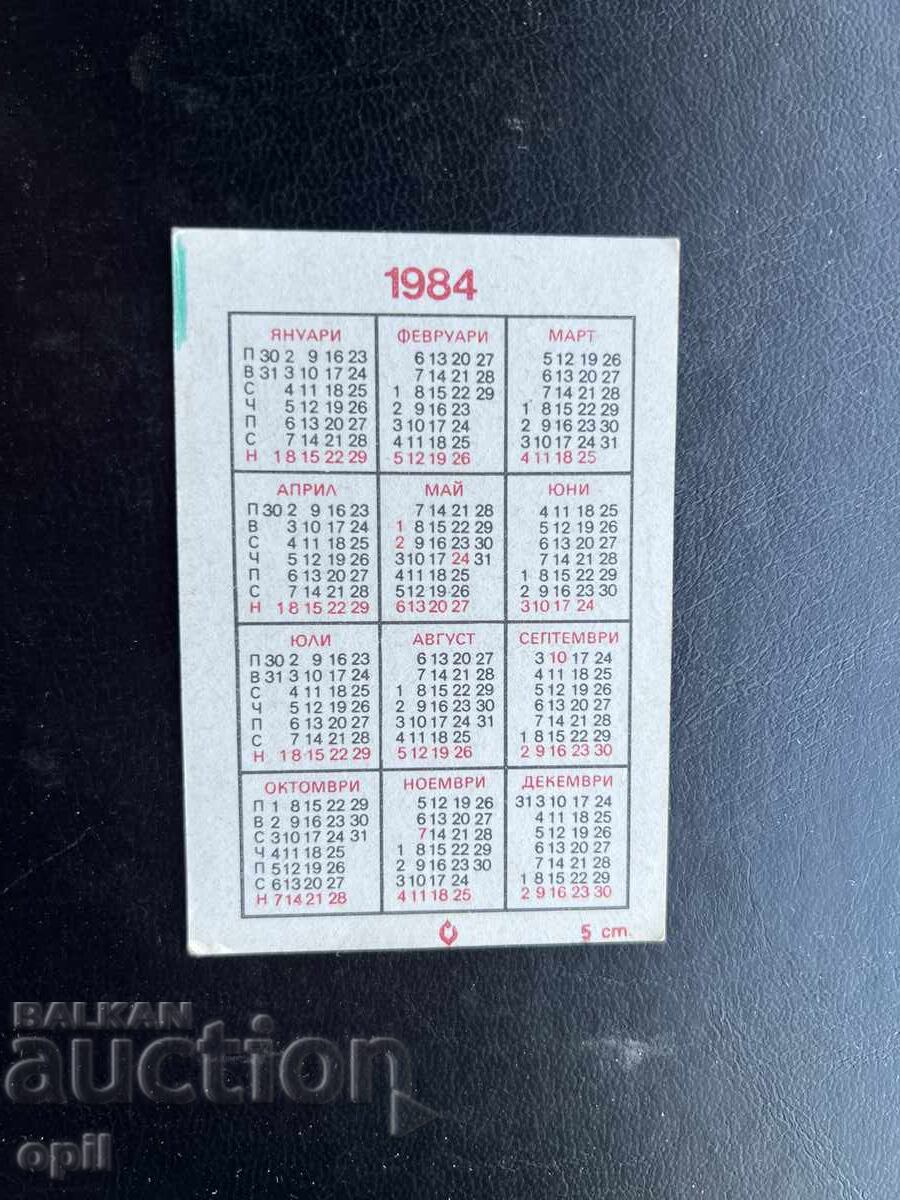 1984
ЯНУАРИ
П 30 2 9 16 23
В 31 3 10 17 24
С 4 11 18 25
Ч 5 12 19 26
П 6 13 20 27
С 7 14 21 28
Н 1 8 15 22 29
ФЕВРУАРИ
6 13 20 27
7 14 21 28
1 8 15 22 29
2 9 16 23
3 10 17 24
4 11 18 25
5 12 19 26
МАРТ
5 12 19 26
6 13 20 27
7 14 21 28
1 8 15 22 29
2 9 16 23 30
3 10 17 24 31
4 11 18 25
АПРИЛ
П 30 2 9 16 23
В 3 10 17 24
С 4 11 18 25
Ч 5 12 19 26
П 6 13 20 27
С 7 14 21 28
Н 1 8 15 22 29
МАЙ
7 14 21 28
1 8 15 22 29
2 9 16 23 30
3 10 17 24 31
4 11 18 25
5 12 19 26
6 13 20 27
ЮНИ
4 11 18 25
5 12 19 26
6 13 20 27
7 14 21 28
1 8 15 22 29
2 9 16 23 30
3 10 17 24
ЮЛИ
П 30 2 9 16 23
В 31 3 10 17 24
С 4 11 18 25
Ч 5 12 19 26
П 6 13 20 27
С 7 14 21 28
Н 1 8 15 22 29
АВГУСТ
6 13 20 27
7 14 21 28
1 8 15 22 29
2 9 16 23 30
3 10 17 24 31
4 11 18 25
5 12 19 26
СЕПТЕМВРИ
3 10 17 24
4 11 18 25
5 12 19 26
6 13 20 27
7 14 21 28
1 8 15 22 29
2 9 16 23 30
ОКТОМВРИ
П 1 8 15 22 29
В 2 9 16 23 30
С 3 10 17 24 31
Ч 4 11 18 25
П 5 12 19 26
С 6 13 20 27
Н 7 14 21 28
НОЕМВРИ
5 12 19 26
6 13 20 27
7 14 21 28
1 8 15 22 29
2 9 16 23 30
3 10 17 24
4 11 18 25
ДЕКЕМВРИ
31 3 10 17 24
4 11 18 25
5 12 19 26
6 13 20 27
7 14 21 28
1 8 15 22 29
2 9 16 23 30
5 cm.
BALKAN
auction
opil